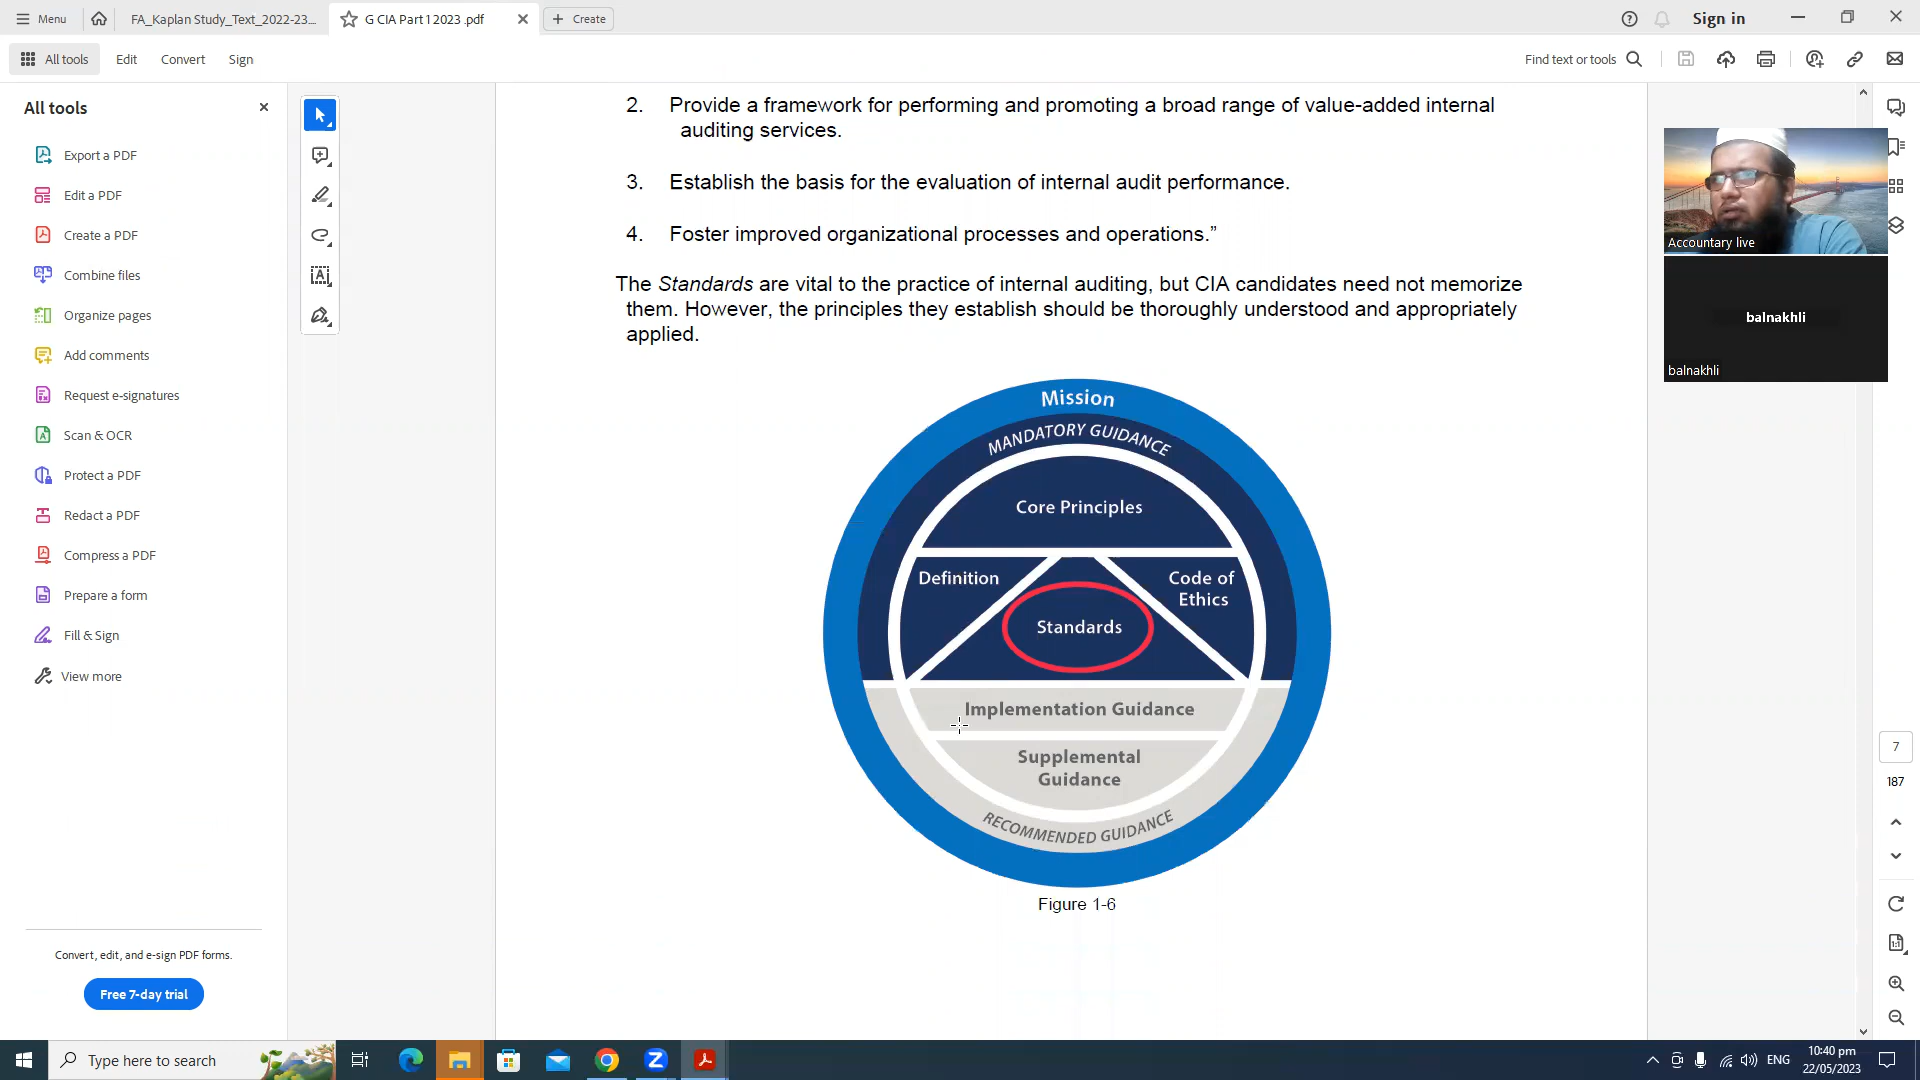 Menu
FA_Kaplan Study_Text_2022-23...
G CIA Part 1 2023 .pdf
Create
Sign in
All tools
Edit
Convert
Sign
Find text or tools
All tools
Export a PDF
Edit a PDF
Create a PDF
Combine files
Organize pages
Add comments
Request e-signatures
Scan & OCR
Protect a PDF
Redact a PDF
Compress a PDF
Prepare a form
Fill & Sign
View more
Convert, edit, and e-sign PDF forms.
Free 7-day trial
2. Provide a framework for performing and promoting a broad range of value-added internal
auditing services.
3. Establish the basis for the evaluation of internal audit performance.
4. Foster improved organizational processes and operations.”
The Standards are vital to the practice of internal auditing, but CIA candidates need not memorize
them. However, the principles they establish should be thoroughly understood and appropriately
applied.
Mission
MANDATORY GUIDANCE
Core Principles
Definition
Code of
Ethics
Standards
Implementation Guidance
Supplemental
Guidance
RECOMMENDED GUIDANCE
Figure 1-6
Accountary live
balnakhli
balnakhli
7
187
Type here to search
ENG
10:40 pm
22/05/2023